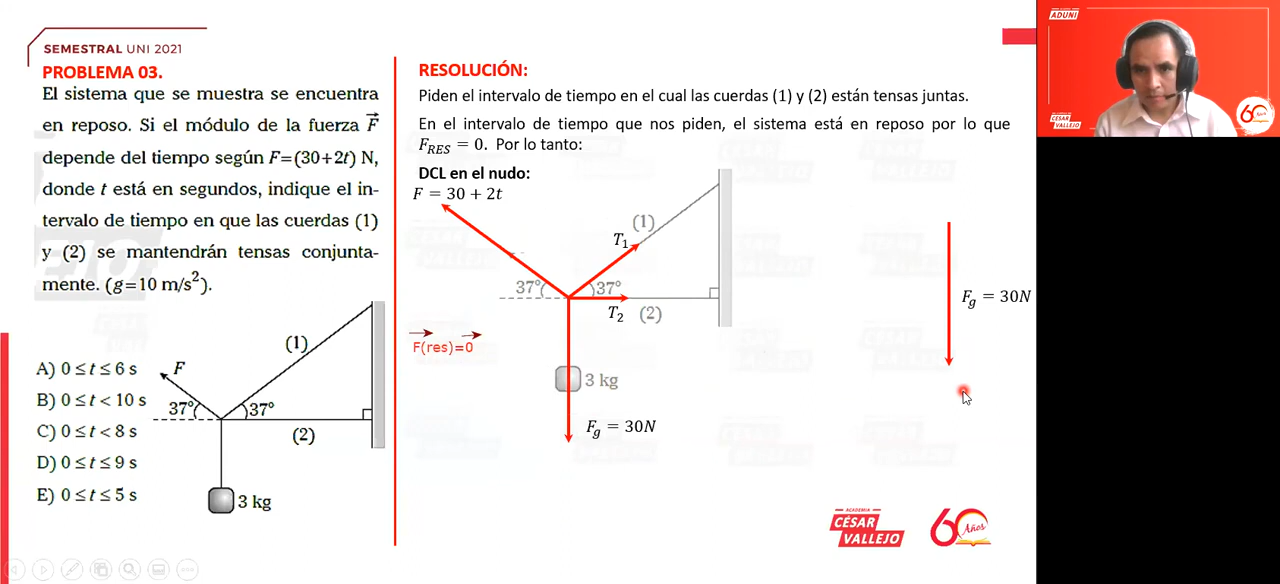 SEMESTRAL UNI 2021
PROBLEMA 03.
El sistema que se muestra se encuentra
en reposo. Si el módulo de la fuerza F⃗
depende del tiempo según F=(30+2t) N,
donde t está en segundos, indique el in-
tervalo de tiempo en que las cuerdas (1)
y (2) se mantendrán tensas conjunta-
mente. (g=10 m/s²).
A) 0≤t≤6 s
B) 0≤t<10 s
C) 0≤t<8 s
D) 0≤t≤9 s
E) 0≤t≤5 s
F
(1)
37°
37°
(2)
3 kg
RESOLUCIÓN:
Piden el intervalo de tiempo en el cual las cuerdas (1) y (2) están tensas juntas.
En el intervalo de tiempo que nos piden, el sistema está en reposo por lo que
F_RES = 0. Por lo tanto:
DCL en el nudo:
F = 30 + 2t
(1)
T₁
37°
37°
T₂
(2)
F(res)=0
3 kg
F_g = 30N
F_g = 30N
ACADEMIA
CÉSAR
VALLEJO
60
Años
ADUNI
CÉSAR
VALLEJO
60